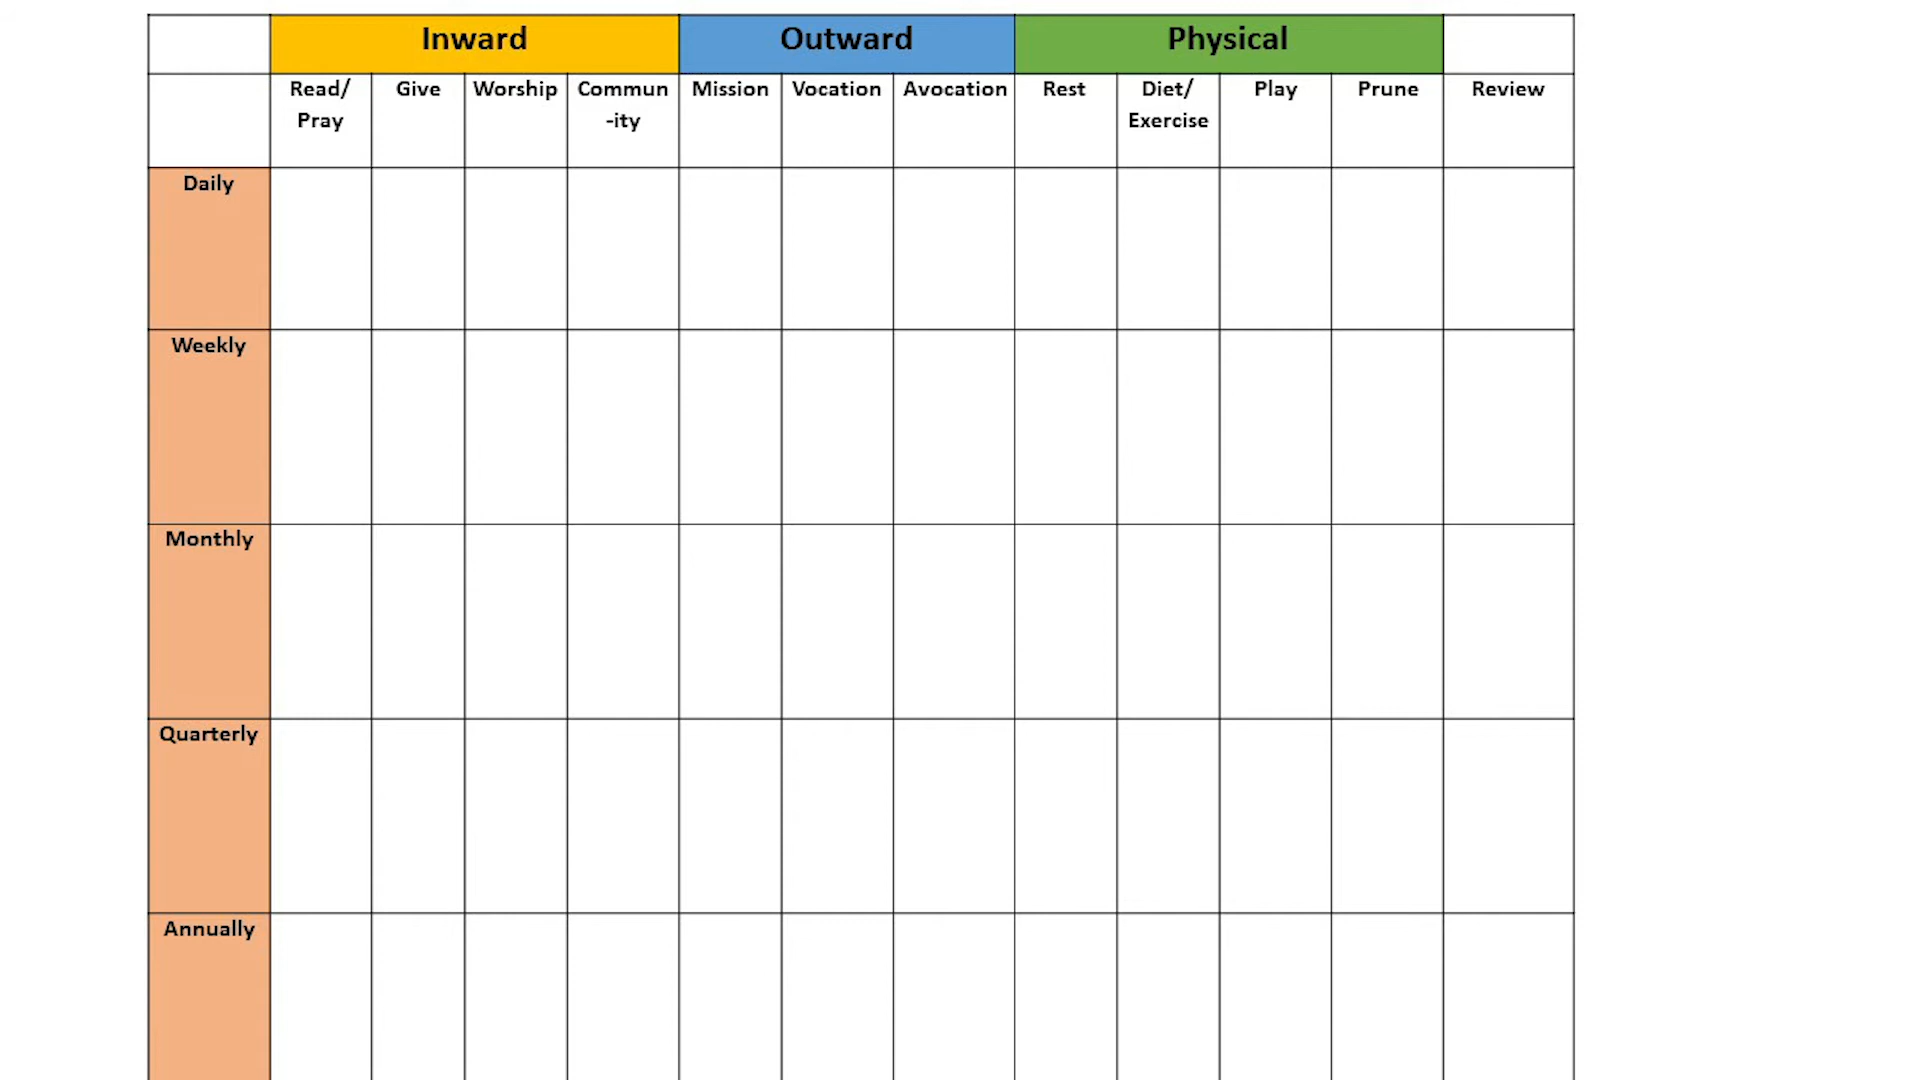 Inward Outward Physical
Read/ Give Worship Commun Mission Vocation Avocation Rest Diet/ Play Prune Review
Pray -ity Exercise
Daily
Weekly
Monthly
Quarterly
Annually